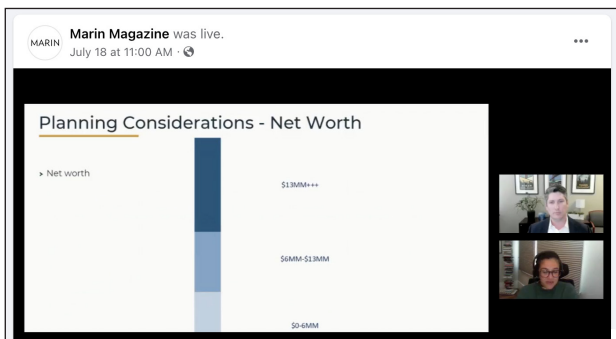 MARIN
Marin Magazine was live.
July 18 at 11:00 AM ·
Planning Considerations - Net Worth
▸ Net worth
$13MM+++
$6MM-$13MM
$0-6MM